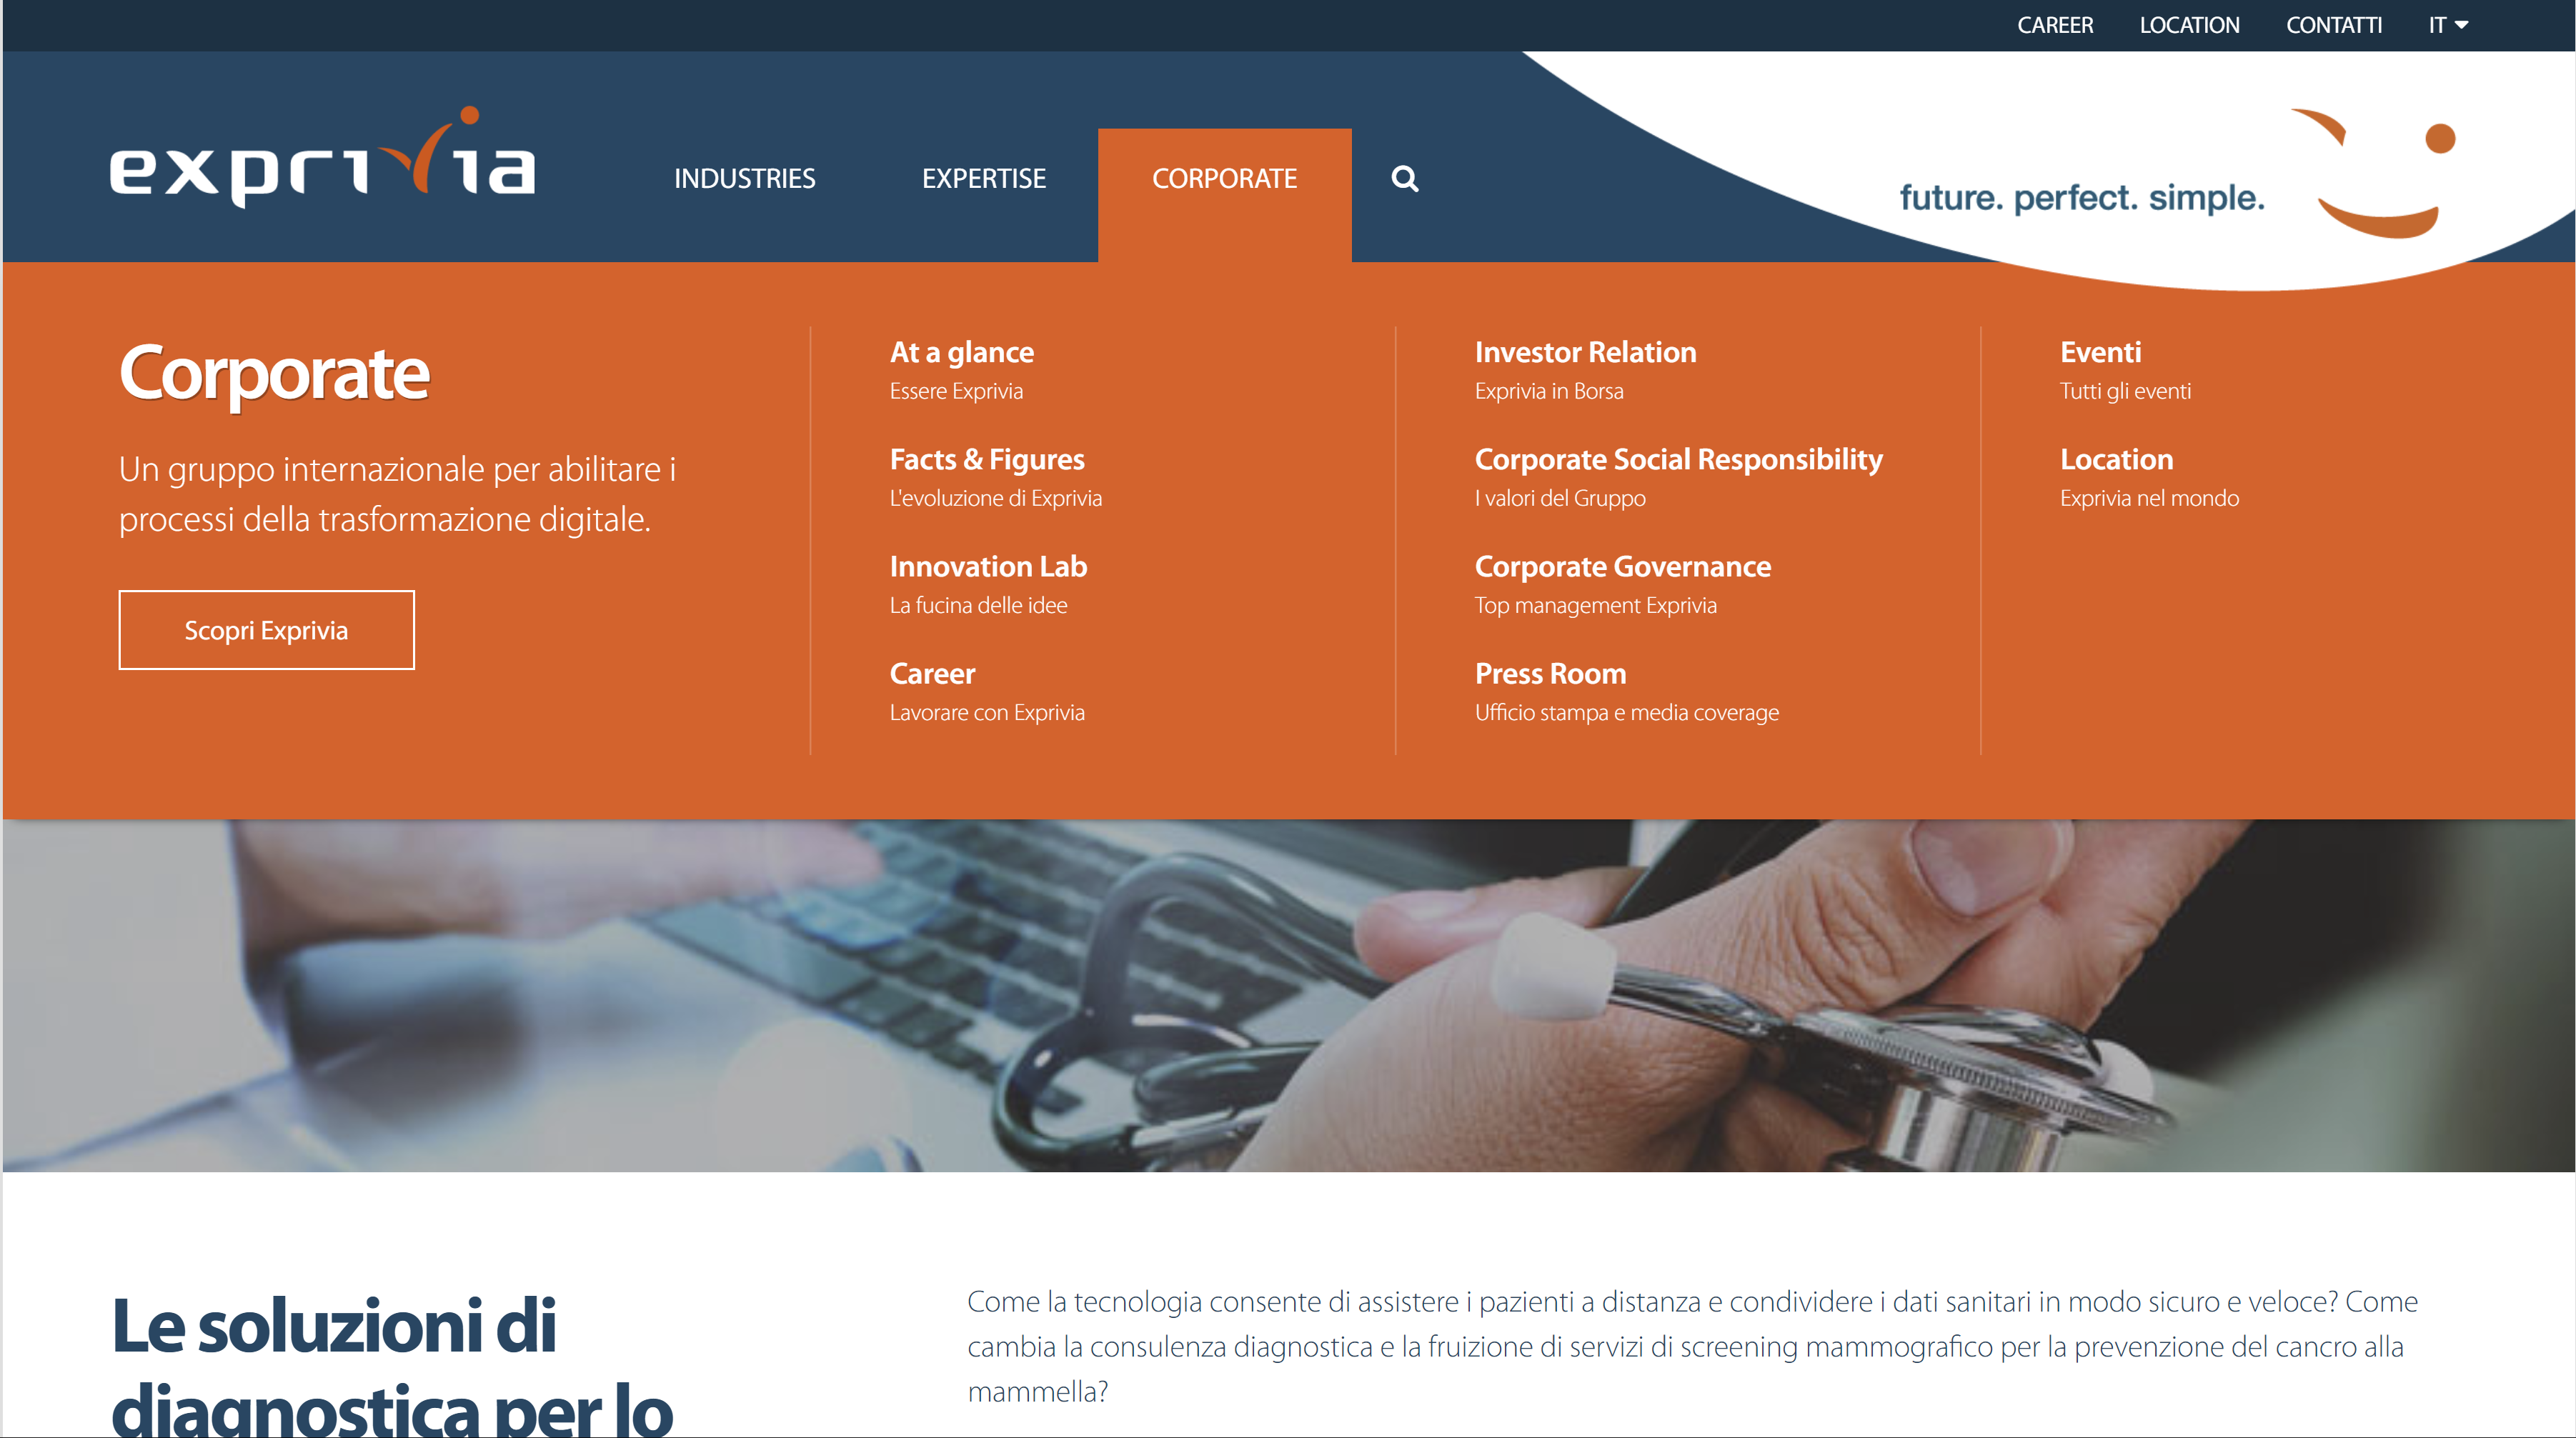 CAREER LOCATION CONTATTI IT
exprivia
INDUSTRIES EXPERTISE CORPORATE
future. perfect. simple.
Corporate
Un gruppo internazionale per abilitare i
processi della trasformazione digitale.
Scopri Exprivia
At a glance
Essere Exprivia
Facts & Figures
L'evoluzione di Exprivia
Innovation Lab
La fucina delle idee
Career
Lavorare con Exprivia
Investor Relation
Exprivia in Borsa
Corporate Social Responsibility
I valori del Gruppo
Corporate Governance
Top management Exprivia
Press Room
Ufficio stampa e media coverage
Eventi
Tutti gli eventi
Location
Exprivia nel mondo
Le soluzioni di
diagnostica per lo
Come la tecnologia consente di assistere i pazienti a distanza e condividere i dati sanitari in modo sicuro e veloce? Come
cambia la consulenza diagnostica e la fruizione di servizi di screening mammografico per la prevenzione del cancro alla
mammella?